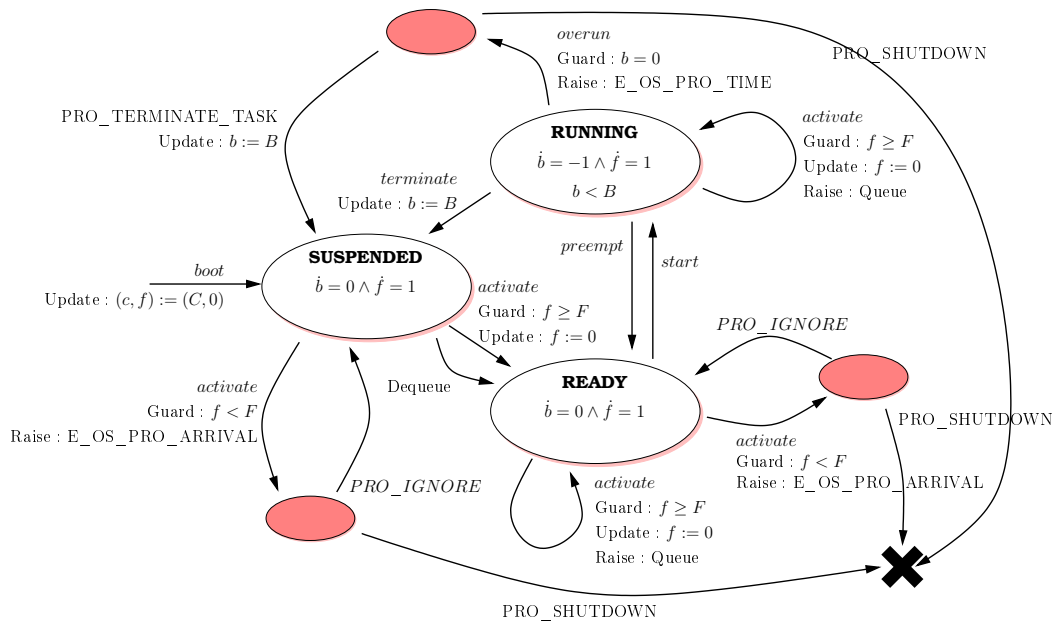 overun
Guard : b = 0
Raise : E_OS_PRO_TIME
PRO_SHUTDOWN
PRO_TERMINATE_TASK
Update : b := B
RUNNING
ḃ = −1 ∧ ḟ = 1
b < B
activate
Guard : f ≥ F
Update : f := 0
Raise : Queue
terminate
Update : b := B
preempt
start
boot
Update : (c, f) := (C, 0)
SUSPENDED
ḃ = 0 ∧ ḟ = 1
activate
Guard : f ≥ F
Update : f := 0
Dequeue
PRO_IGNORE
READY
ḃ = 0 ∧ ḟ = 1
activate
Guard : f < F
Raise : E_OS_PRO_ARRIVAL
PRO_SHUTDOWN
activate
Guard : f < F
Raise : E_OS_PRO_ARRIVAL
PRO_IGNORE
activate
Guard : f ≥ F
Update : f := 0
Raise : Queue
PRO_SHUTDOWN